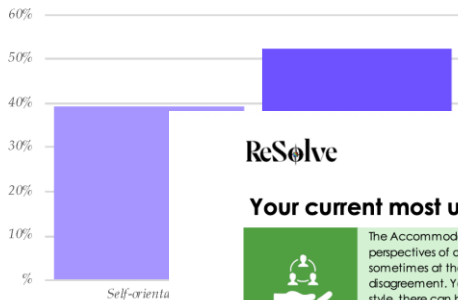 60%
50%
40%
30%
20%
10%
%
Self-orienta
ReSolve
Your current most u
The Accommod
perspectives of o
sometimes at the
disagreement. Yo
style, there can b